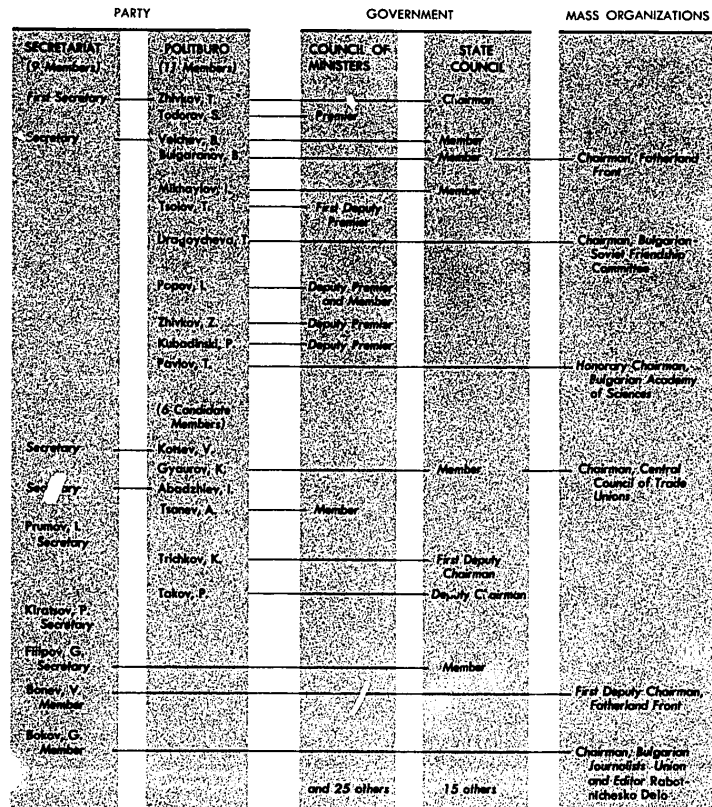 PARTY GOVERNMENT MASS ORGANIZATIONS
SECRETARIAT POLITBURO COUNCIL OF STATE
(9 Members) (11 Members) MINISTERS COUNCIL
First Secretary Zhivkov, T. Chairman
Todorov, S. Premier
Secretary Velchev, B. Member
Bulgaranov, B. Member Chairman, Fatherland
Front
Mikhaylov, I. Member
Tsolov, T. First Deputy
Premier
Dragoycheva, T. Chairman, Bulgarian-
Soviet Friendship
Committee
Popov, I. Deputy Premier
and Member
Zhivkov, Z. Deputy Premier
Kubadinski, P. Deputy Premier
Pavlov, T. Honorary Chairman,
Bulgarian Academy
of Sciences
(6 Candidate
Members)
Secretary Kotsev, V.
Gyaurov, K. Member Chairman, Central
Council of Trade
Unions
Abadzhiev, I.
Tsanev, A. Member
Prumov, I.
Secretary
Trichkov, K. First Deputy
Chairman
Takov, P. Deputy Chairman
Kiratsov, P.
Secretary
Filipov, G.
Secretary Member
Bonev, V. First Deputy Chairman,
Member Fatherland Front
Bokov, G.
Member Chairman, Bulgarian
Journalists Union
and Editor Rabot-
nichesko Delo
and 25 others 15 others